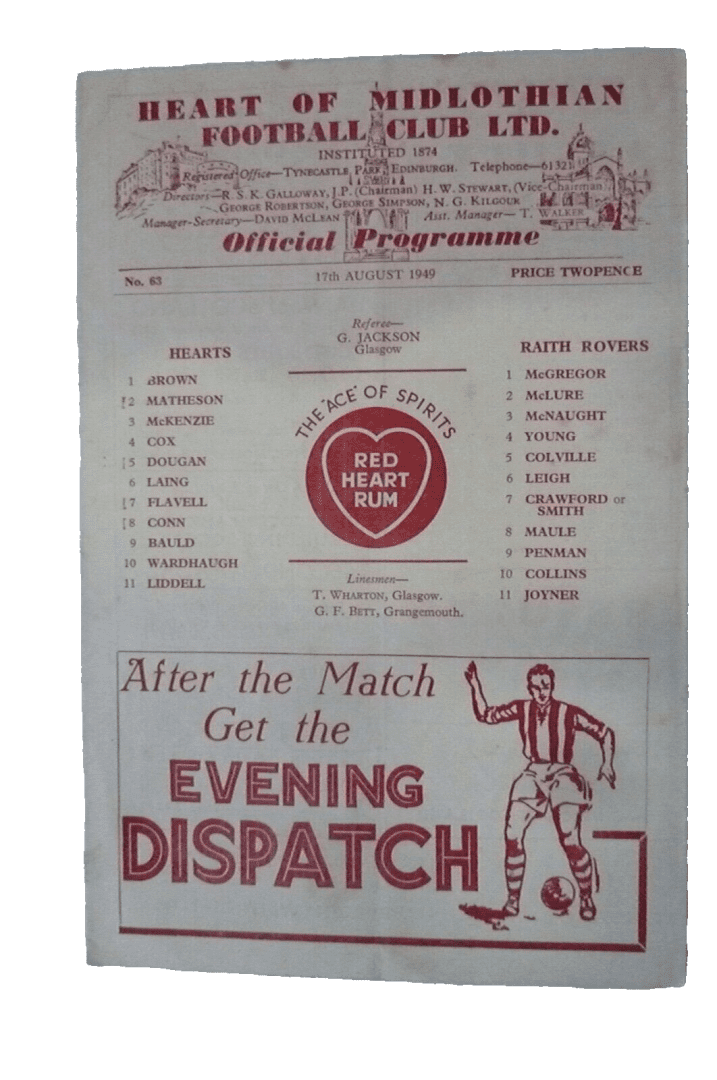 HEART OF MIDLOTHIAN
FOOTBALL CLUB LTD.
INSTITUTED 1874
Registered Office—TYNECASTLE PARK, EDINBURGH. Telephone—61321
Directors—R. S. K. GALLOWAY, J.P. (Chairman) H. W. STEWART, (Vice-Chairman)
GEORGE ROBERTSON, GEORGE SIMPSON, N. G. KILGOUR
Manager-Secretary—DAVID McLEAN Asst. Manager—T. WALKER
Official Programme
No. 63 17th AUGUST 1949 PRICE TWOPENCE
Referee—
G. JACKSON
Glasgow
HEARTS
1 BROWN
2 MATHESON
3 McKENZIE
4 COX
5 DOUGAN
6 LAING
7 FLAVELL
8 CONN
9 BAULD
10 WARDHAUGH
11 LIDDELL
THE "ACE" OF SPIRITS
RED
HEART
RUM
Linesmen—
T. WHARTON, Glasgow.
G. F. BETT, Grangemouth.
RAITH ROVERS
1 McGREGOR
2 McLURE
3 McNAUGHT
4 YOUNG
5 COLVILLE
6 LEIGH
7 CRAWFORD or
SMITH
8 MAULE
9 PENMAN
10 COLLINS
11 JOYNER
After the Match
Get the
EVENING
DISPATCH